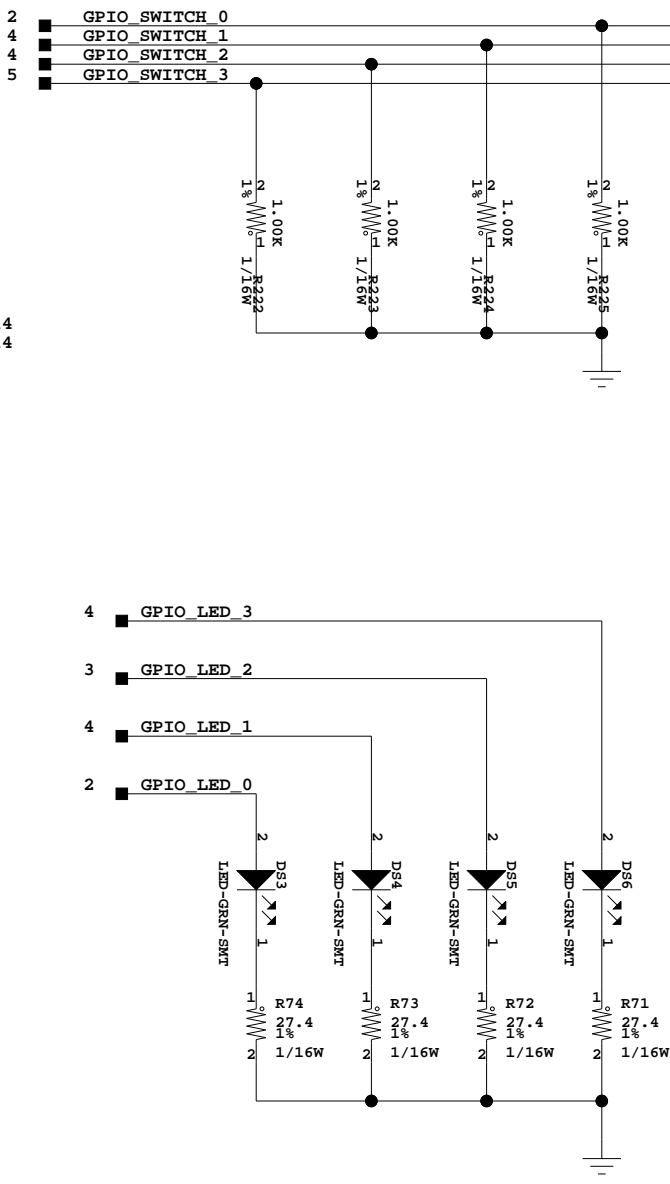 2 GPIO_SWITCH_0
4 GPIO_SWITCH_1
4 GPIO_SWITCH_2
5 GPIO_SWITCH_3
1% 2 1.00K 1 1/16W R222
1% 2 1.00K 1 1/16W R223
1% 2 1.00K 1 1/16W R224
1% 2 1.00K 1 1/16W R225
4
4
4 GPIO_LED_3
3 GPIO_LED_2
4 GPIO_LED_1
2 GPIO_LED_0
2 DS3 LED-GRN-SMT 1
2 DS4 LED-GRN-SMT 1
2 DS5 LED-GRN-SMT 1
2 DS6 LED-GRN-SMT 1
1 R74
27.4
1%
2 1/16W
1 R73
27.4
1%
2 1/16W
1 R72
27.4
1%
2 1/16W
1 R71
27.4
1%
2 1/16W